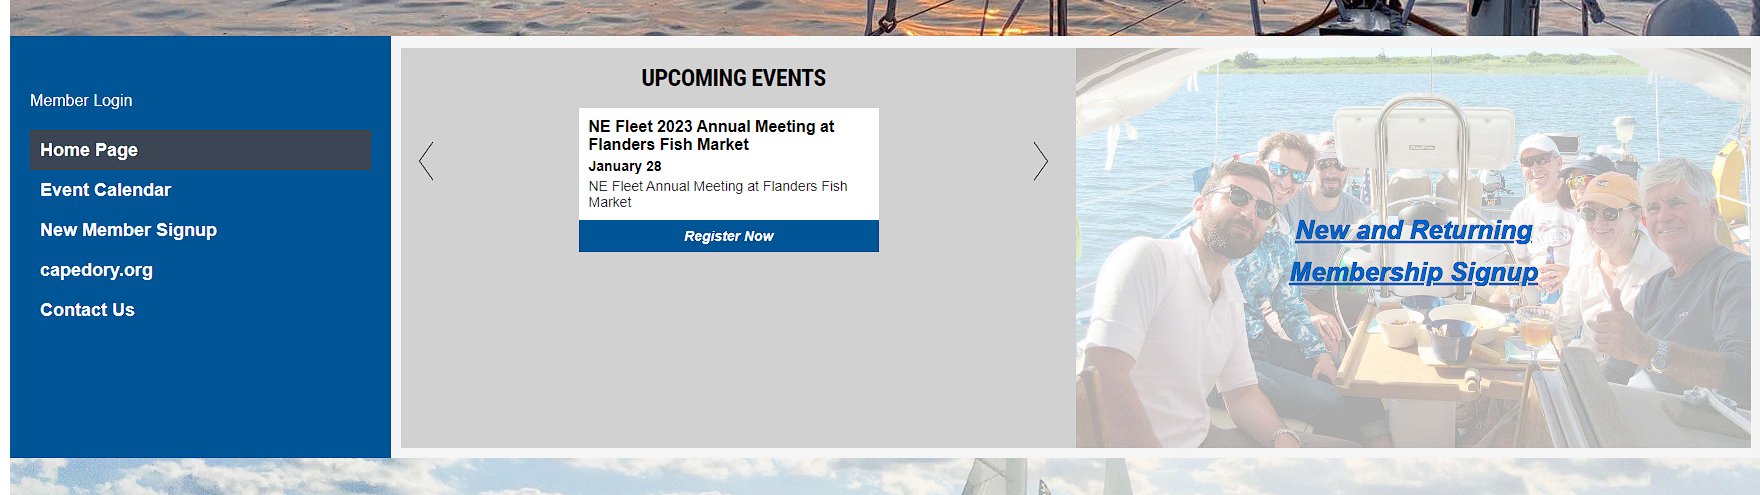 Member Login
Home Page
Event Calendar
New Member Signup
capedory.org
Contact Us
UPCOMING EVENTS
NE Fleet 2023 Annual Meeting at
Flanders Fish Market
January 28
NE Fleet Annual Meeting at Flanders Fish
Market
Register Now
New and Returning
Membership Signup